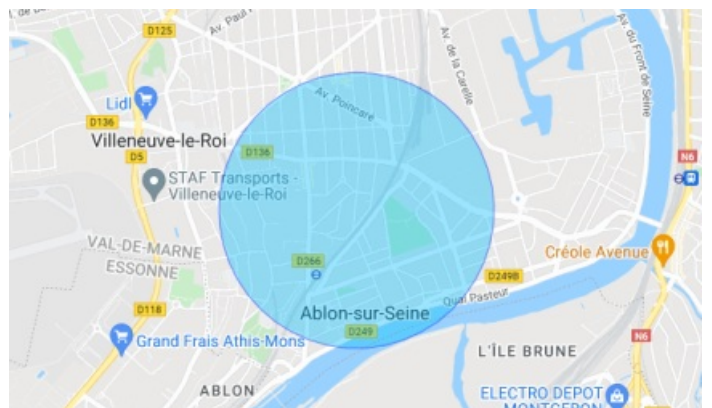 D125
Av. Paul
Av. de la Carelle
Av. du Front de Seine
Lidl
Av. Poincaré
D136
Villeneuve-le-Roi
D136
D5
N6
STAF Transports -
Villeneuve-le-Roi
VAL-DE-MARNE
ESSONNE
Créole Avenue
D266
D249B
Quai Pasteur
D118
Ablon-sur-Seine
D249
Grand Frais Athis-Mons
N6
L'ÎLE BRUNE
ABLON
ELECTRO DEPOT
MONTGERON